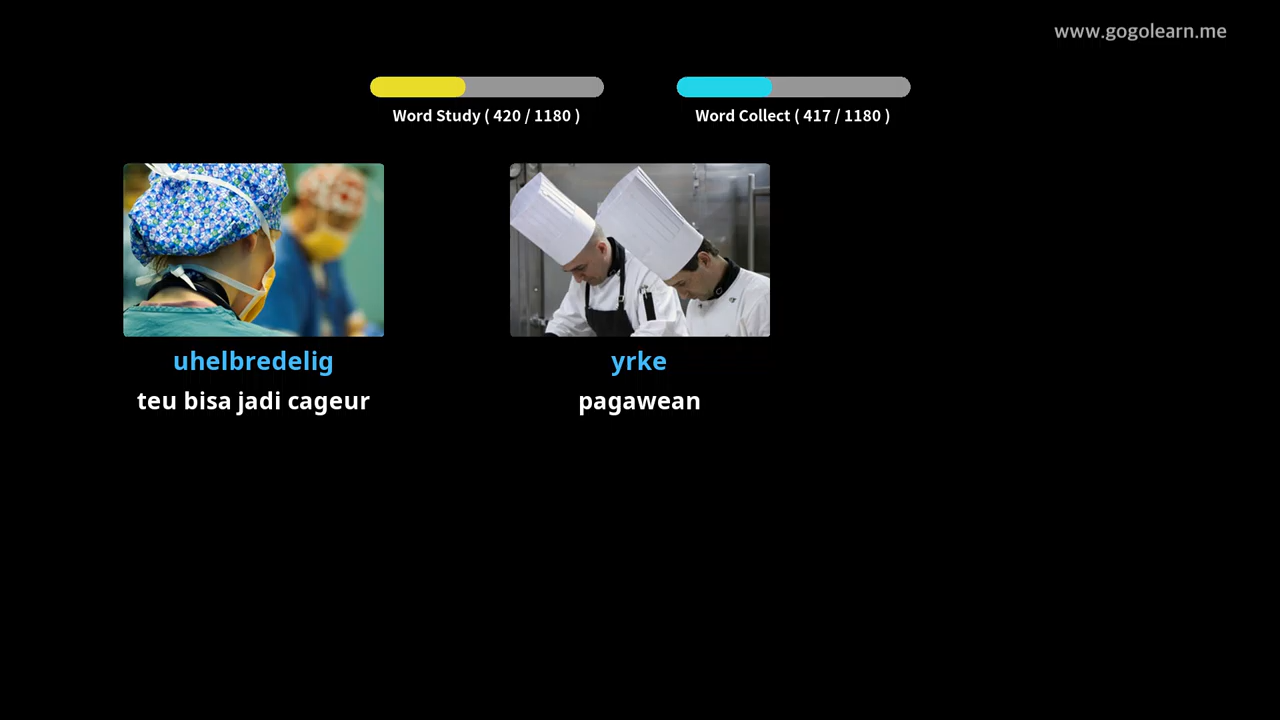 www.gogolearn.me
Word Study ( 420 / 1180 )
Word Collect ( 417 / 1180 )
uhelbredelig
yrke
teu bisa jadi cageur
pagawean